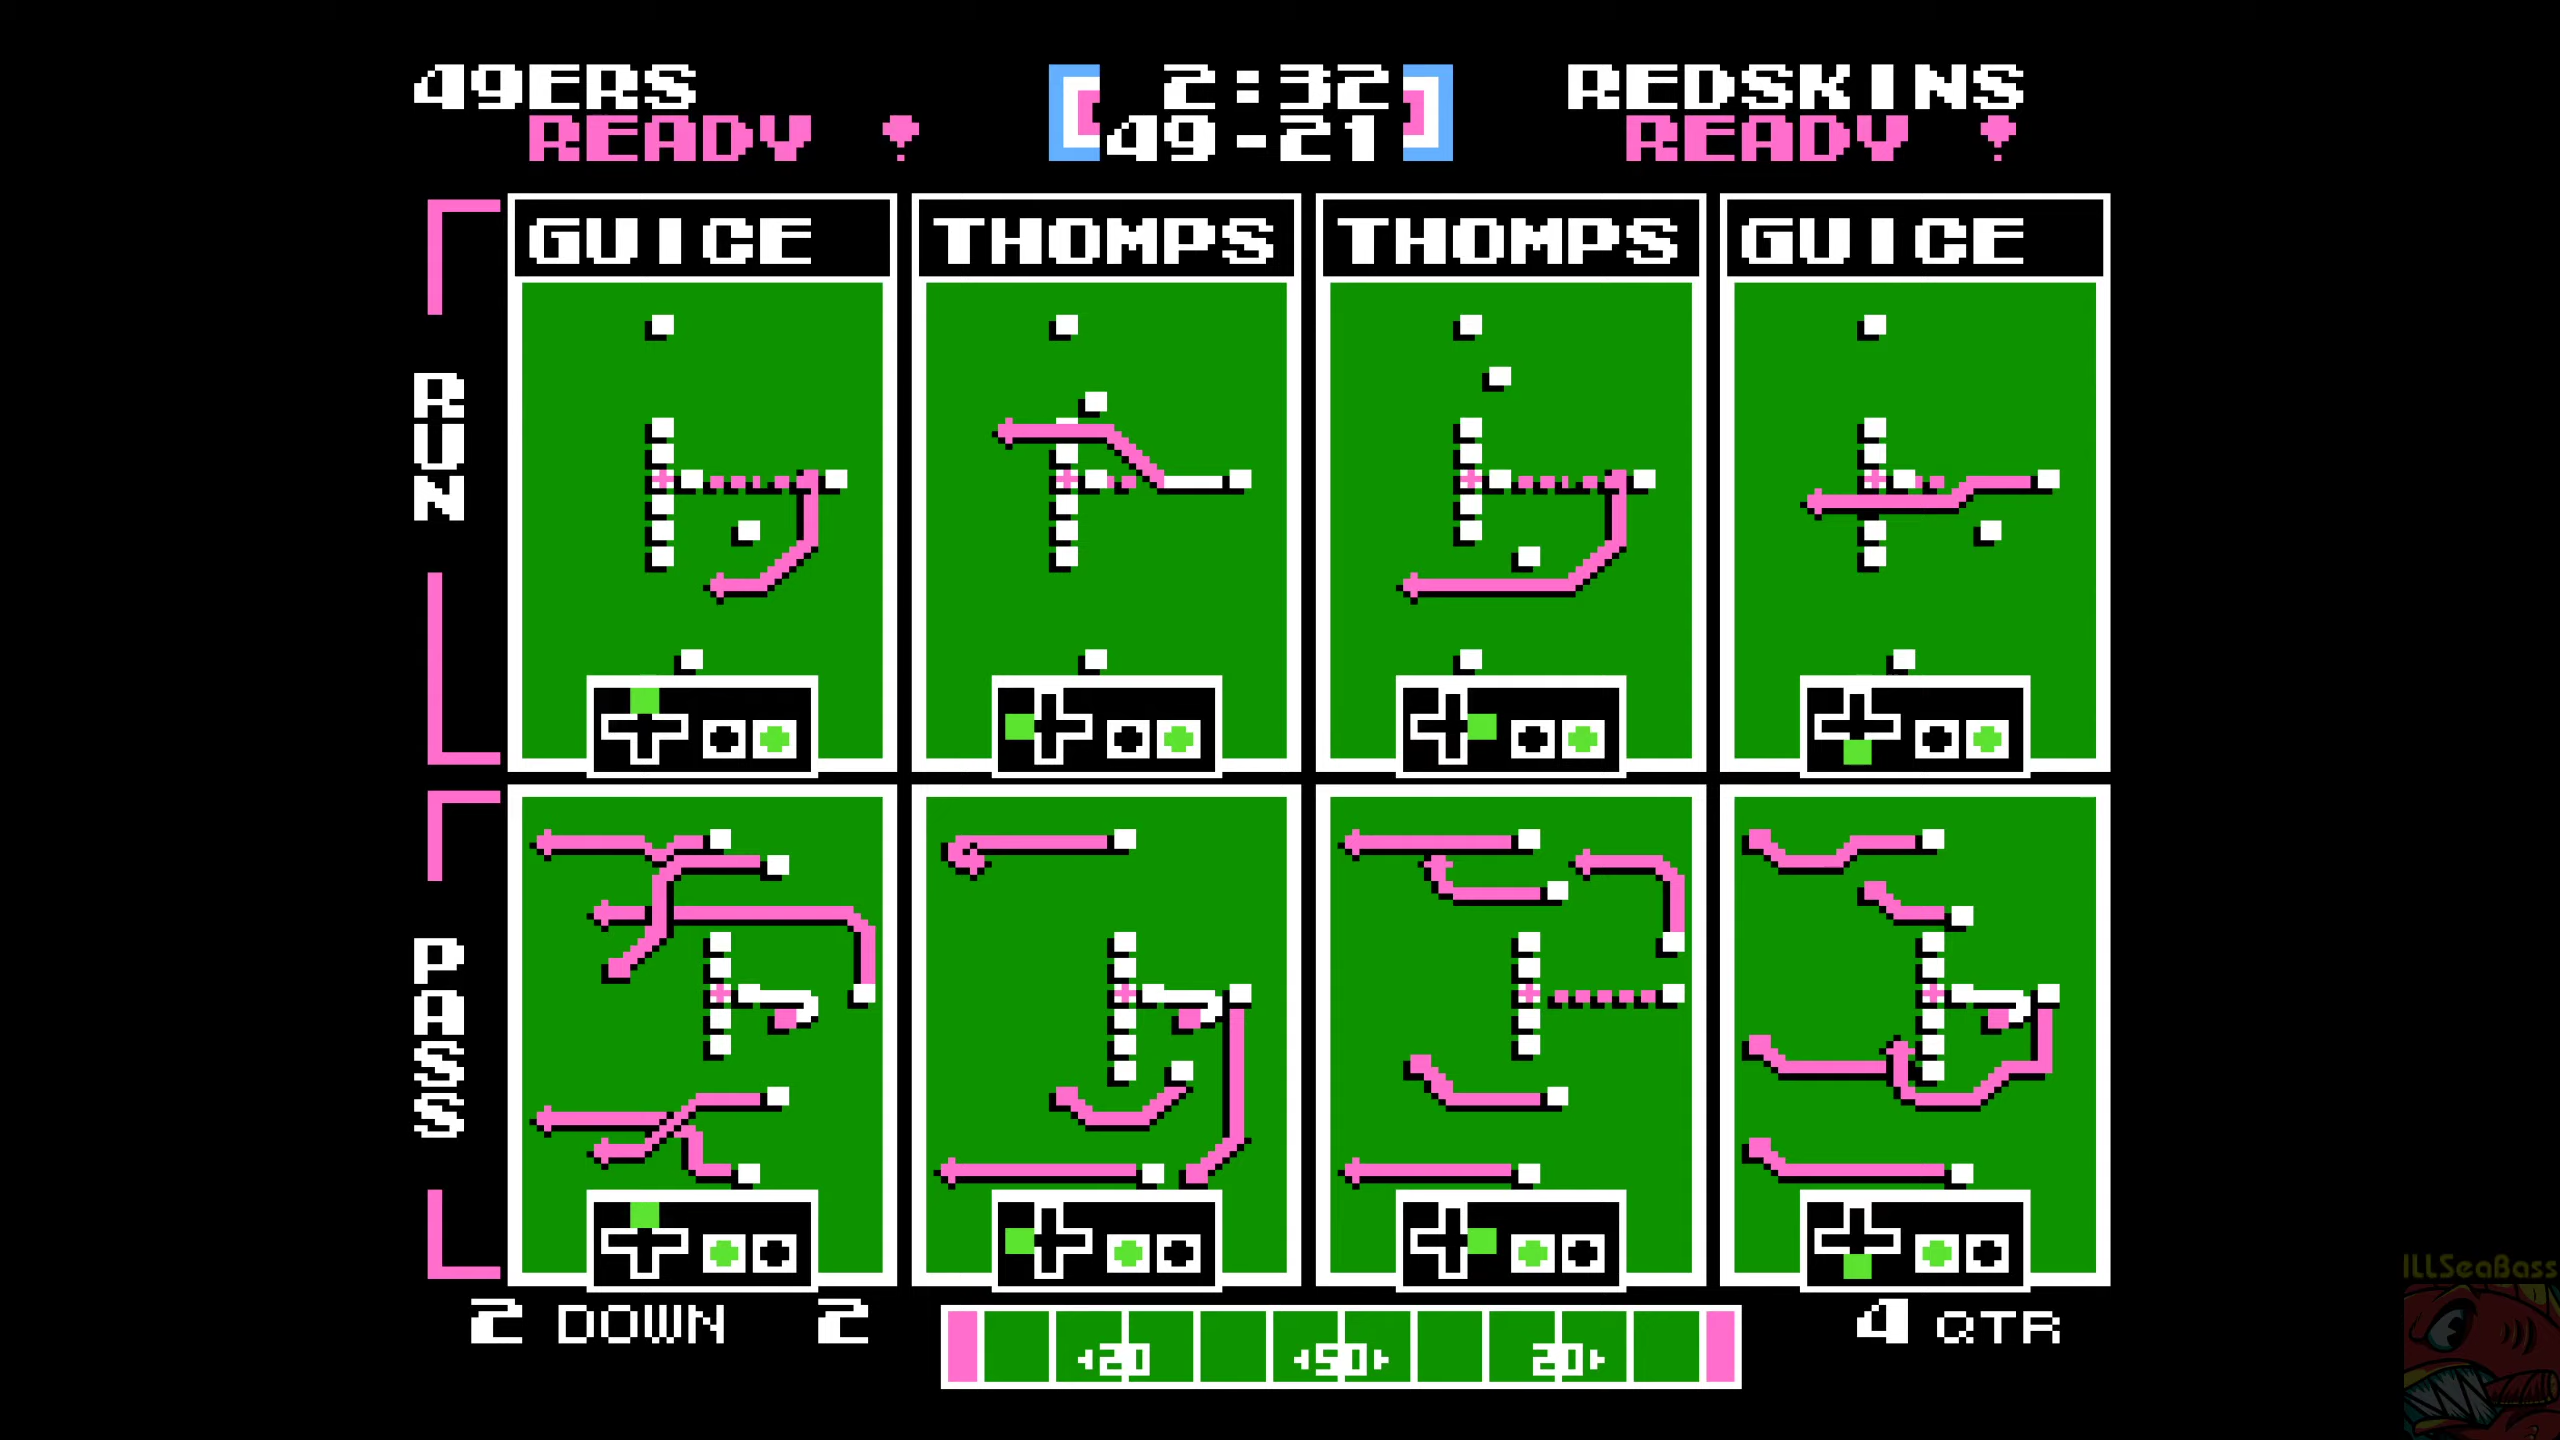 49ERS 2:32 REDSKINS
READY ! 49-21 READY !
GUICE THOMPS THOMPS GUICE
RUN
PASS
2 DOWN 2 4 QTR
20 50 20
ILLSeaBass